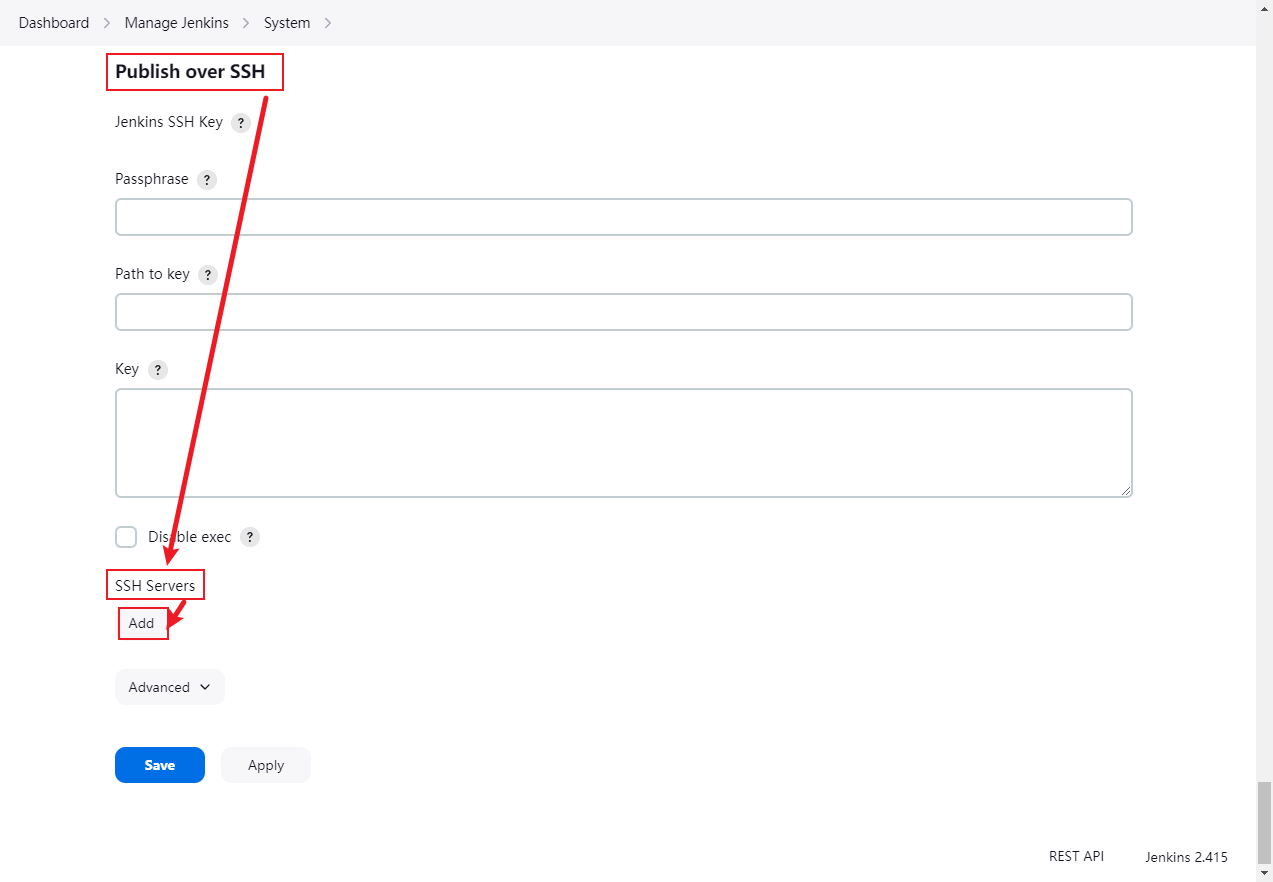 Dashboard > Manage Jenkins > System >
Publish over SSH
Jenkins SSH Key ?
Passphrase ?
Path to key ?
Key ?
Disable exec ?
SSH Servers
Add
Advanced
Save Apply
REST API Jenkins 2.415